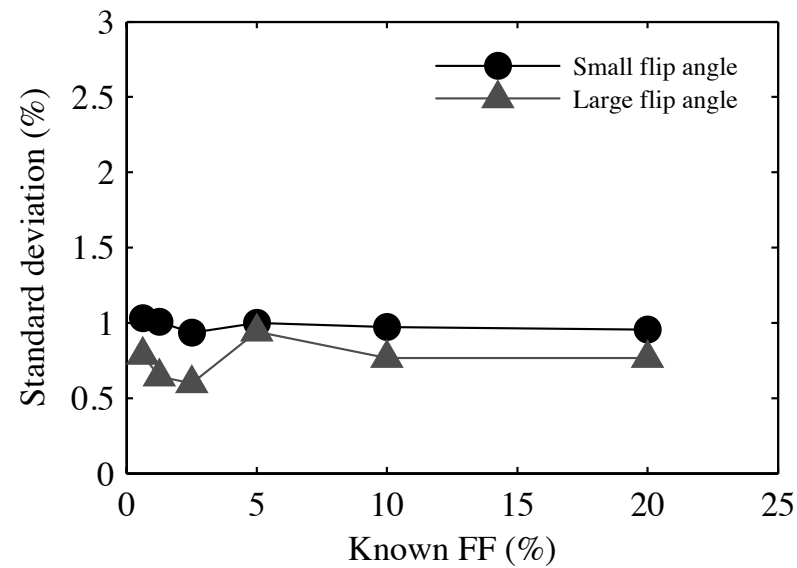 3
2.5
2
1.5
1
0.5
0
Standard deviation (%)
Small flip angle
Large flip angle
0 5 10 15 20 25
Known FF (%)